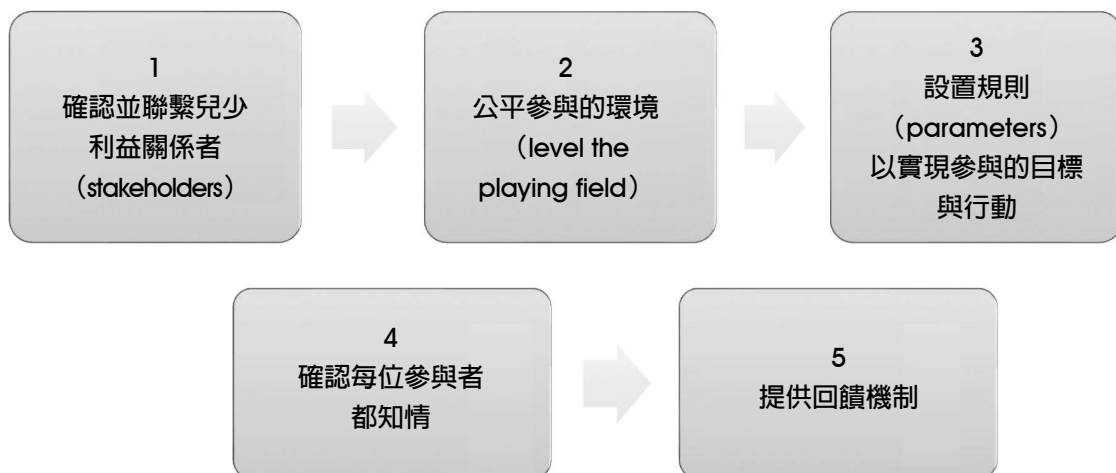 1
確認並聯繫兒少
利益關係者
（stakeholders）
2
公平參與的環境
（level the
playing field）
3
設置規則
（parameters）
以實現參與的目標
與行動
4
確認每位參與者
都知情
5
提供回饋機制